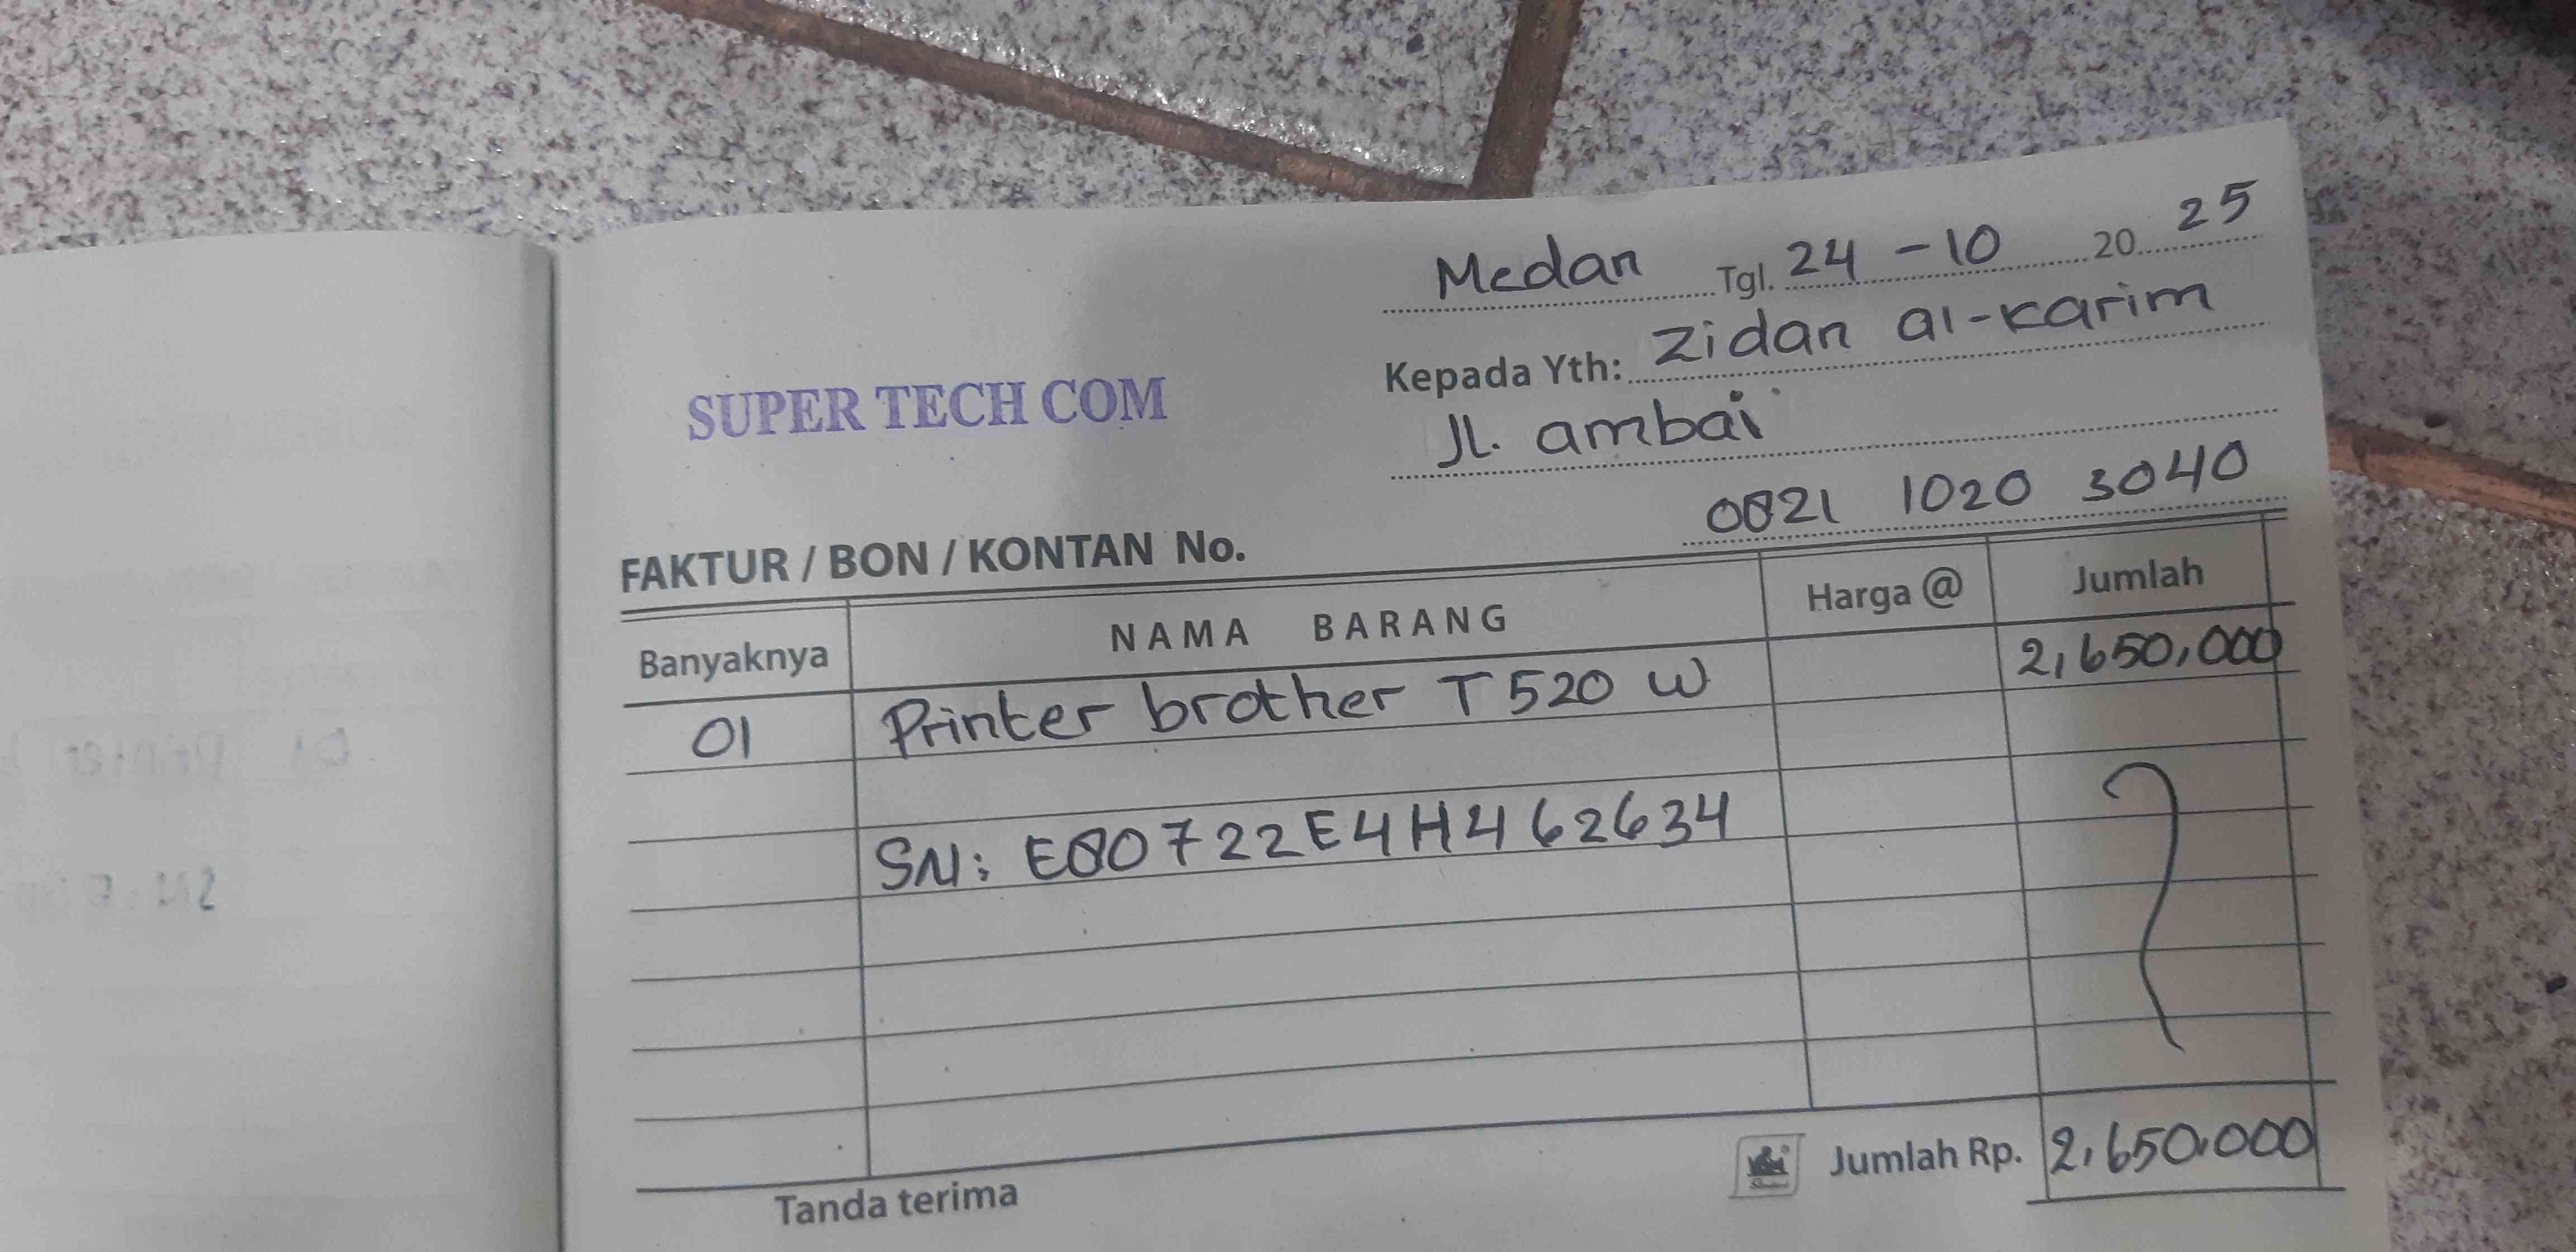 Medan Tgl. 24 - 10 20 25
Kepada Yth: Zidan al-karim
SUPER TECH COM
Jl. ambai
0821 1020 3040
FAKTUR / BON / KONTAN No.
Banyaknya NAMA BARANG Harga @ Jumlah
01 Printer brother T520 W 2,650,000
SN: E80722E4H462634
Jumlah Rp. 2,650.000
Tanda terima